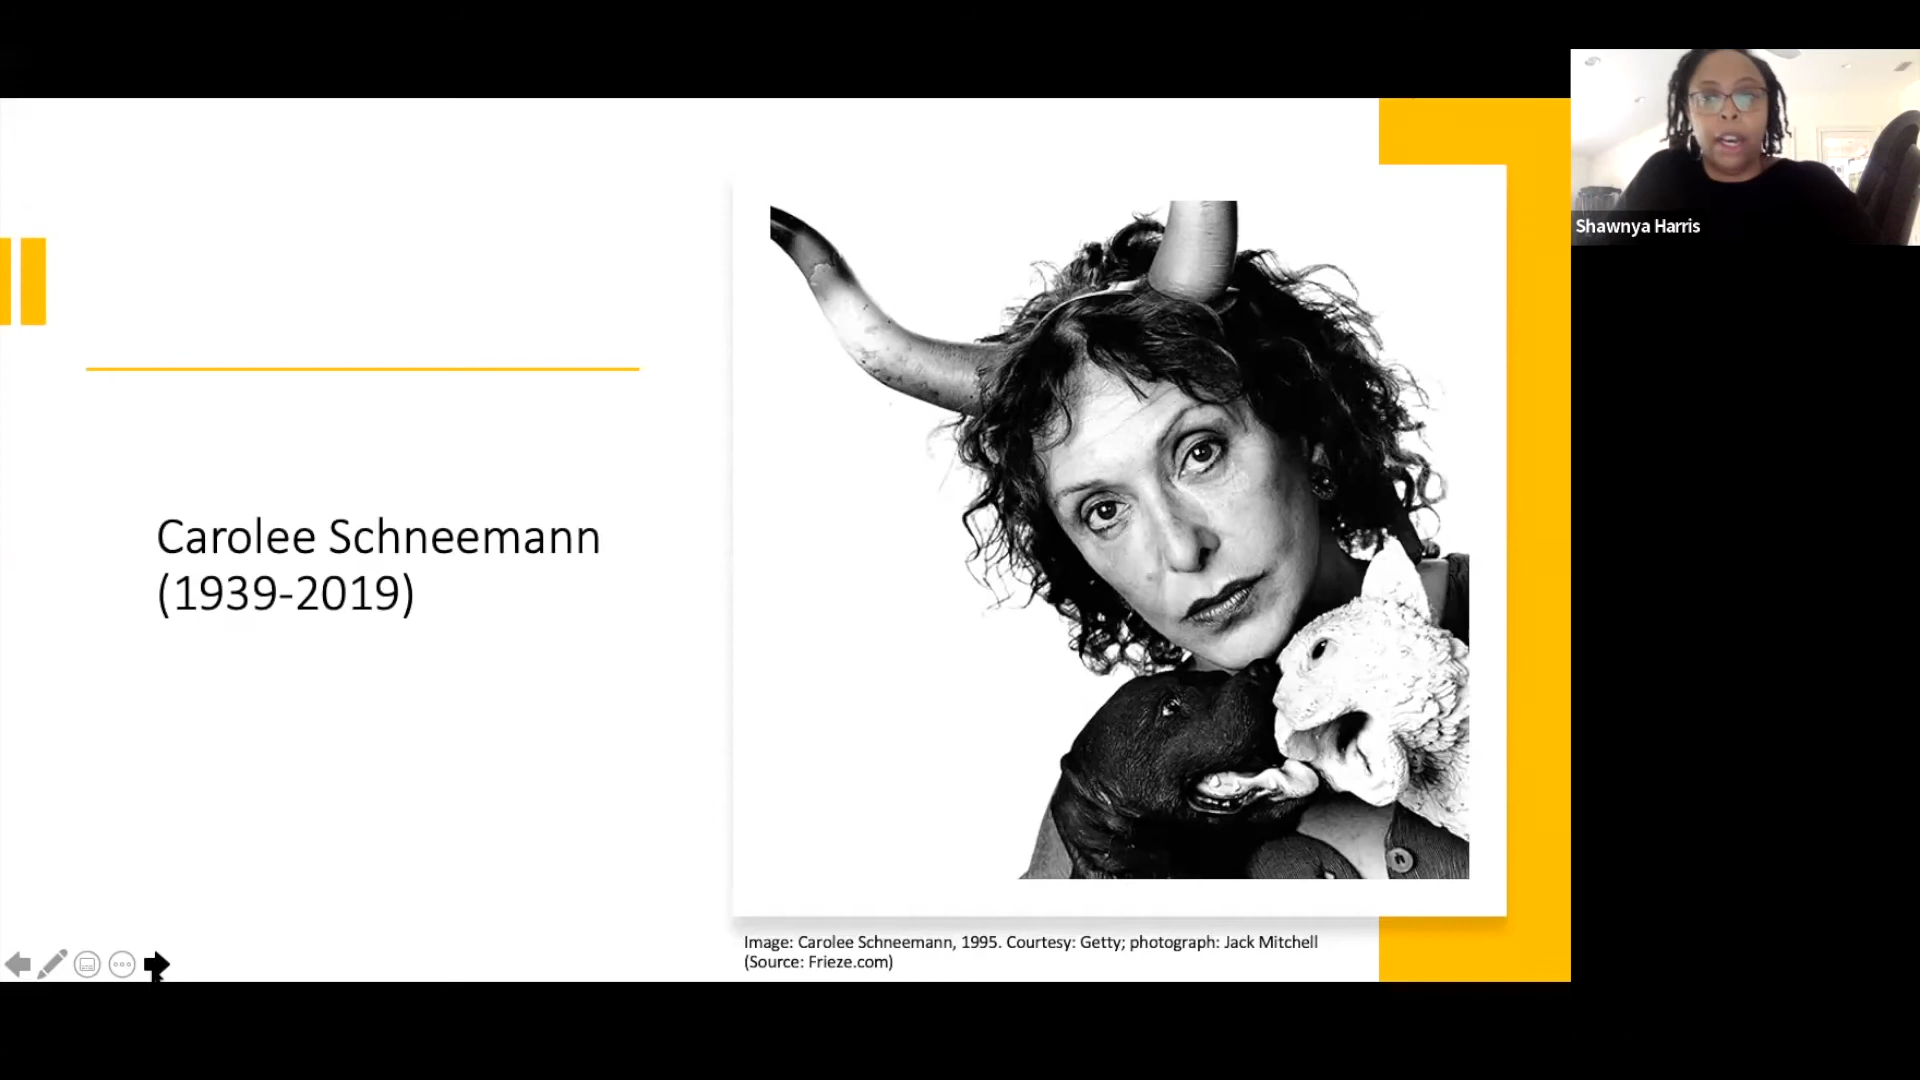 Shawnya Harris
Carolee Schneemann
(1939-2019)
Image: Carolee Schneemann, 1995. Courtesy: Getty; photograph: Jack Mitchell
(Source: Frieze.com)